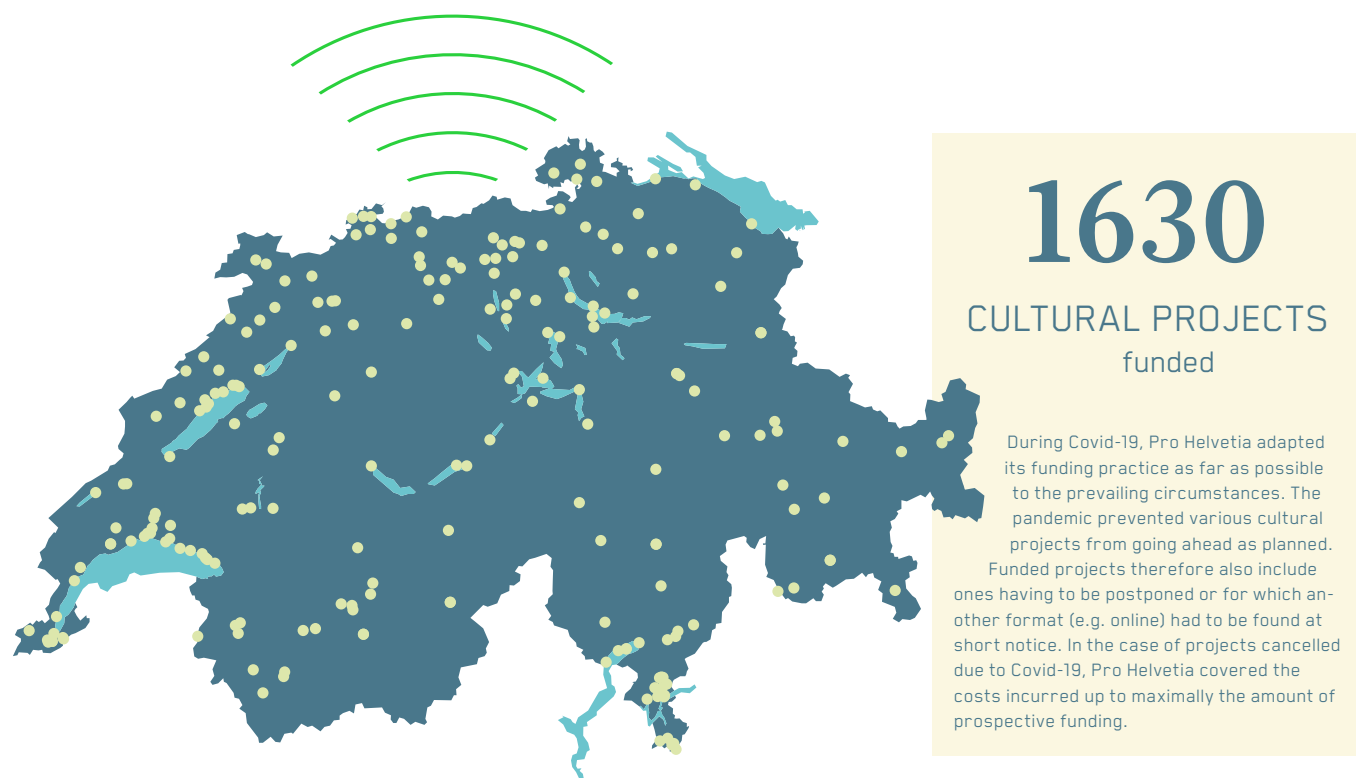 1630
CULTURAL PROJECTS
funded
During Covid-19, Pro Helvetia adapted
its funding practice as far as possible
to the prevailing circumstances. The
pandemic prevented various cultural
projects from going ahead as planned.
Funded projects therefore also include
ones having to be postponed or for which an-
other format (e.g. online) had to be found at
short notice. In the case of projects cancelled
due to Covid-19, Pro Helvetia covered the
costs incurred up to maximally the amount of
prospective funding.